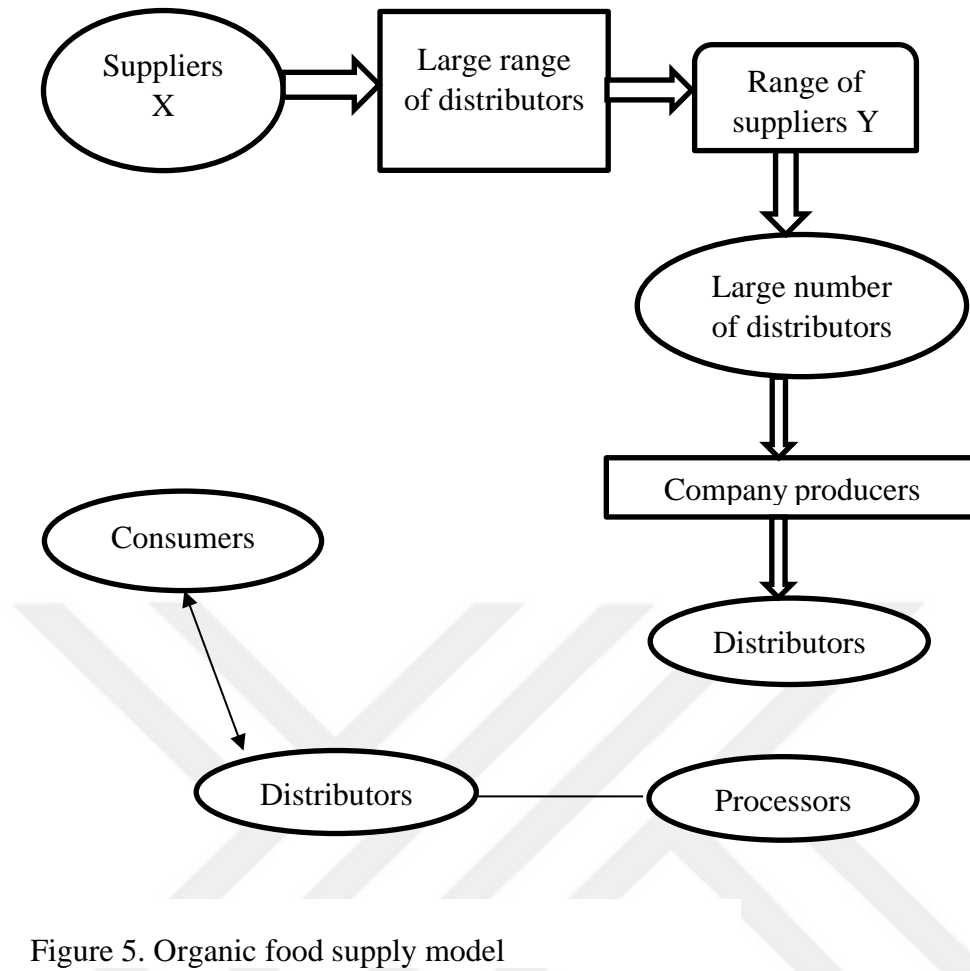 Suppliers
X
Large range
of distributors
Range of
suppliers Y
Large number
of distributors
Company producers
Distributors
Consumers
Distributors
Processors
Figure 5. Organic food supply model